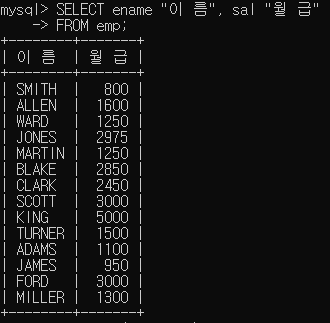 mysql> SELECT ename "이 름", sal "월 급"
    -> FROM emp;
+--------+-------+
| 이 름  | 월 급 |
+--------+-------+
| SMITH  |   800 |
| ALLEN  |  1600 |
| WARD   |  1250 |
| JONES  |  2975 |
| MARTIN |  1250 |
| BLAKE  |  2850 |
| CLARK  |  2450 |
| SCOTT  |  3000 |
| KING   |  5000 |
| TURNER |  1500 |
| ADAMS  |  1100 |
| JAMES  |   950 |
| FORD   |  3000 |
| MILLER |  1300 |
+--------+-------+